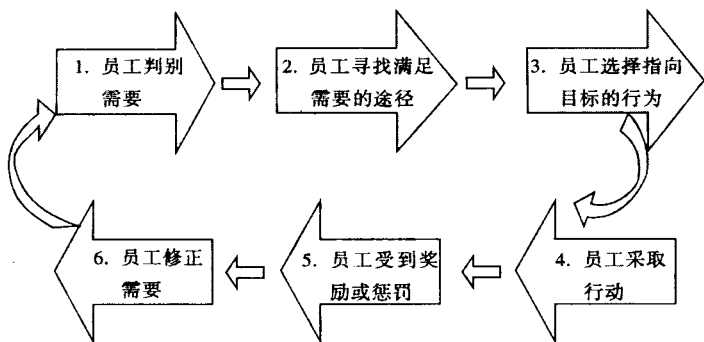 1. 员工判别
需要
2. 员工寻找满足
需要的途径
3. 员工选择指向
目标的行为
4. 员工采取
行动
5. 员工受到奖
励或惩罚
6. 员工修正
需要